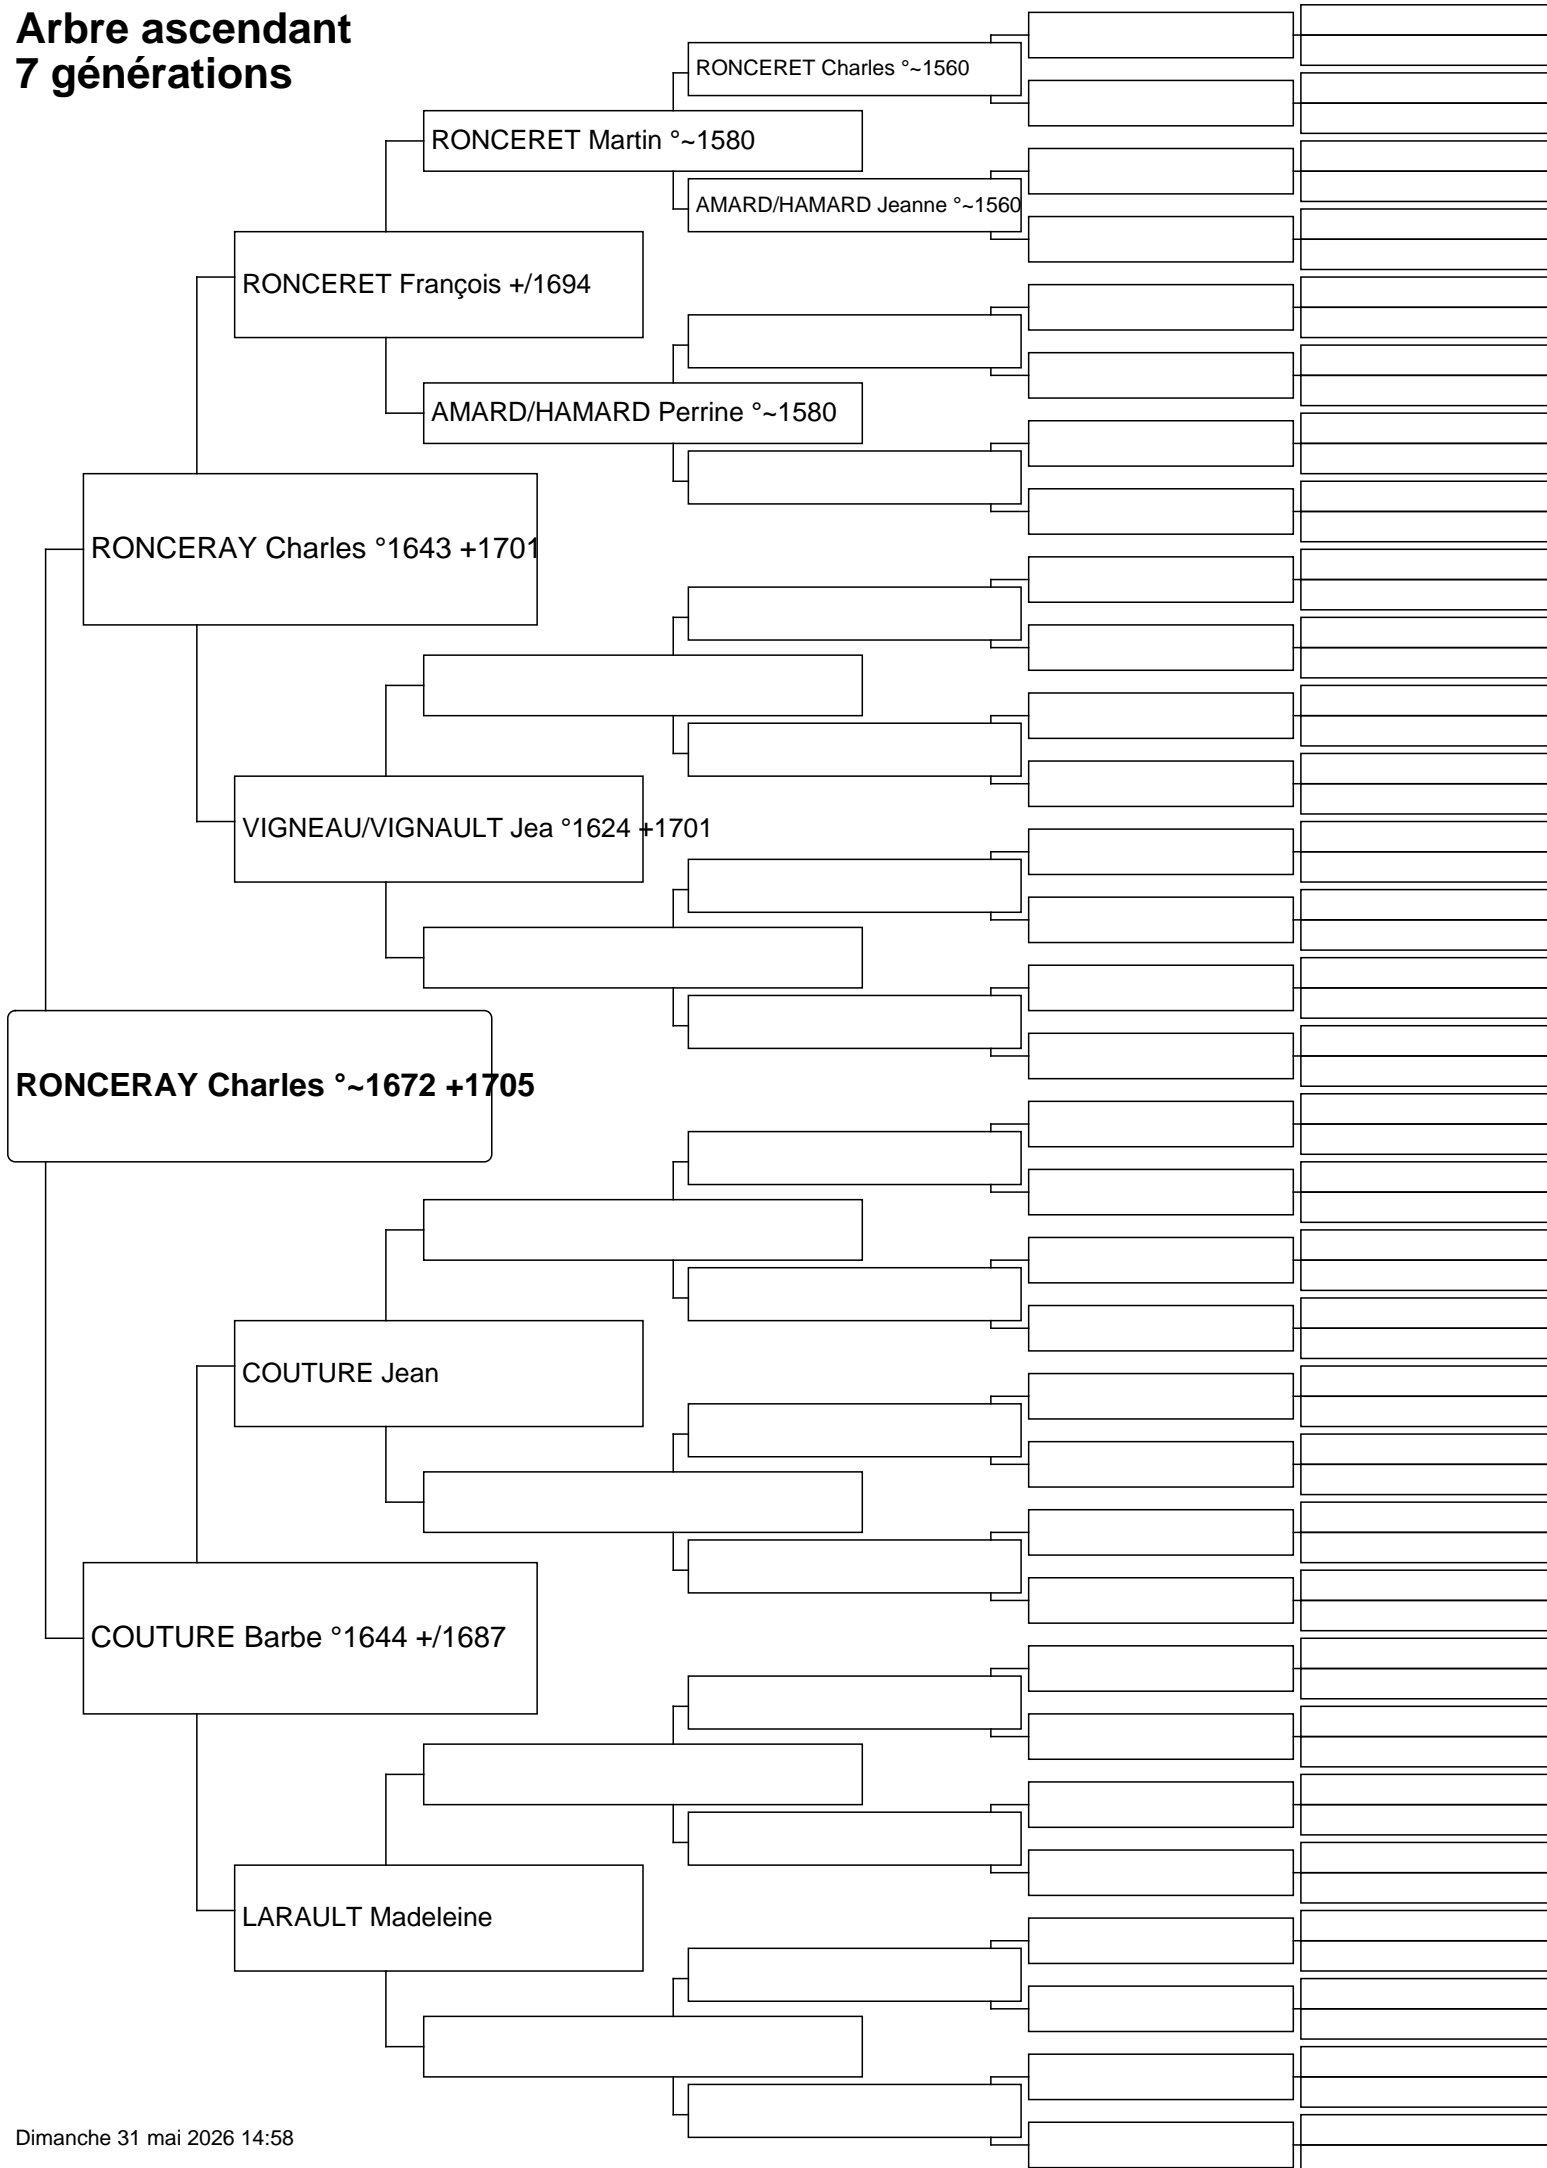 Arbre ascendant
7 générations
RONCERET Charles °~1560
RONCERET Martin °~1580
AMARD/HAMARD Jeanne °~1560
RONCERET François +/1694
AMARD/HAMARD Perrine °~1580
RONCERAY Charles °1643 +1701
VIGNEAU/VIGNAULT Jea °1624 +1701
RONCERAY Charles °~1672 +1705
COUTURE Jean
COUTURE Barbe °1644 +/1687
LARAULT Madeleine
Dimanche 31 mai 2026 14:58